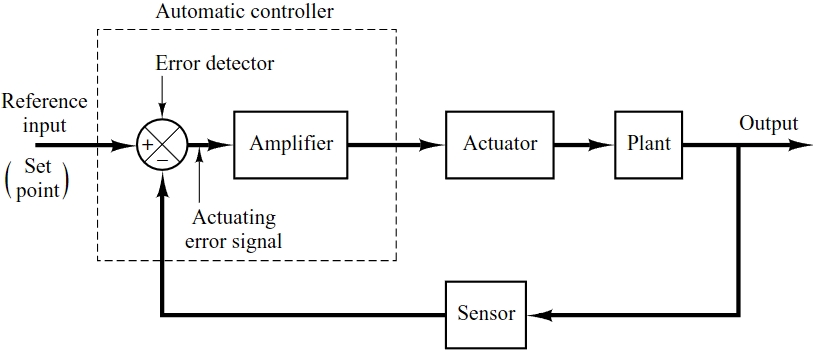 Automatic controller
Error detector
Reference
input
(Set
point)
+
−
Amplifier
Actuator
Plant
Output
Actuating
error signal
Sensor